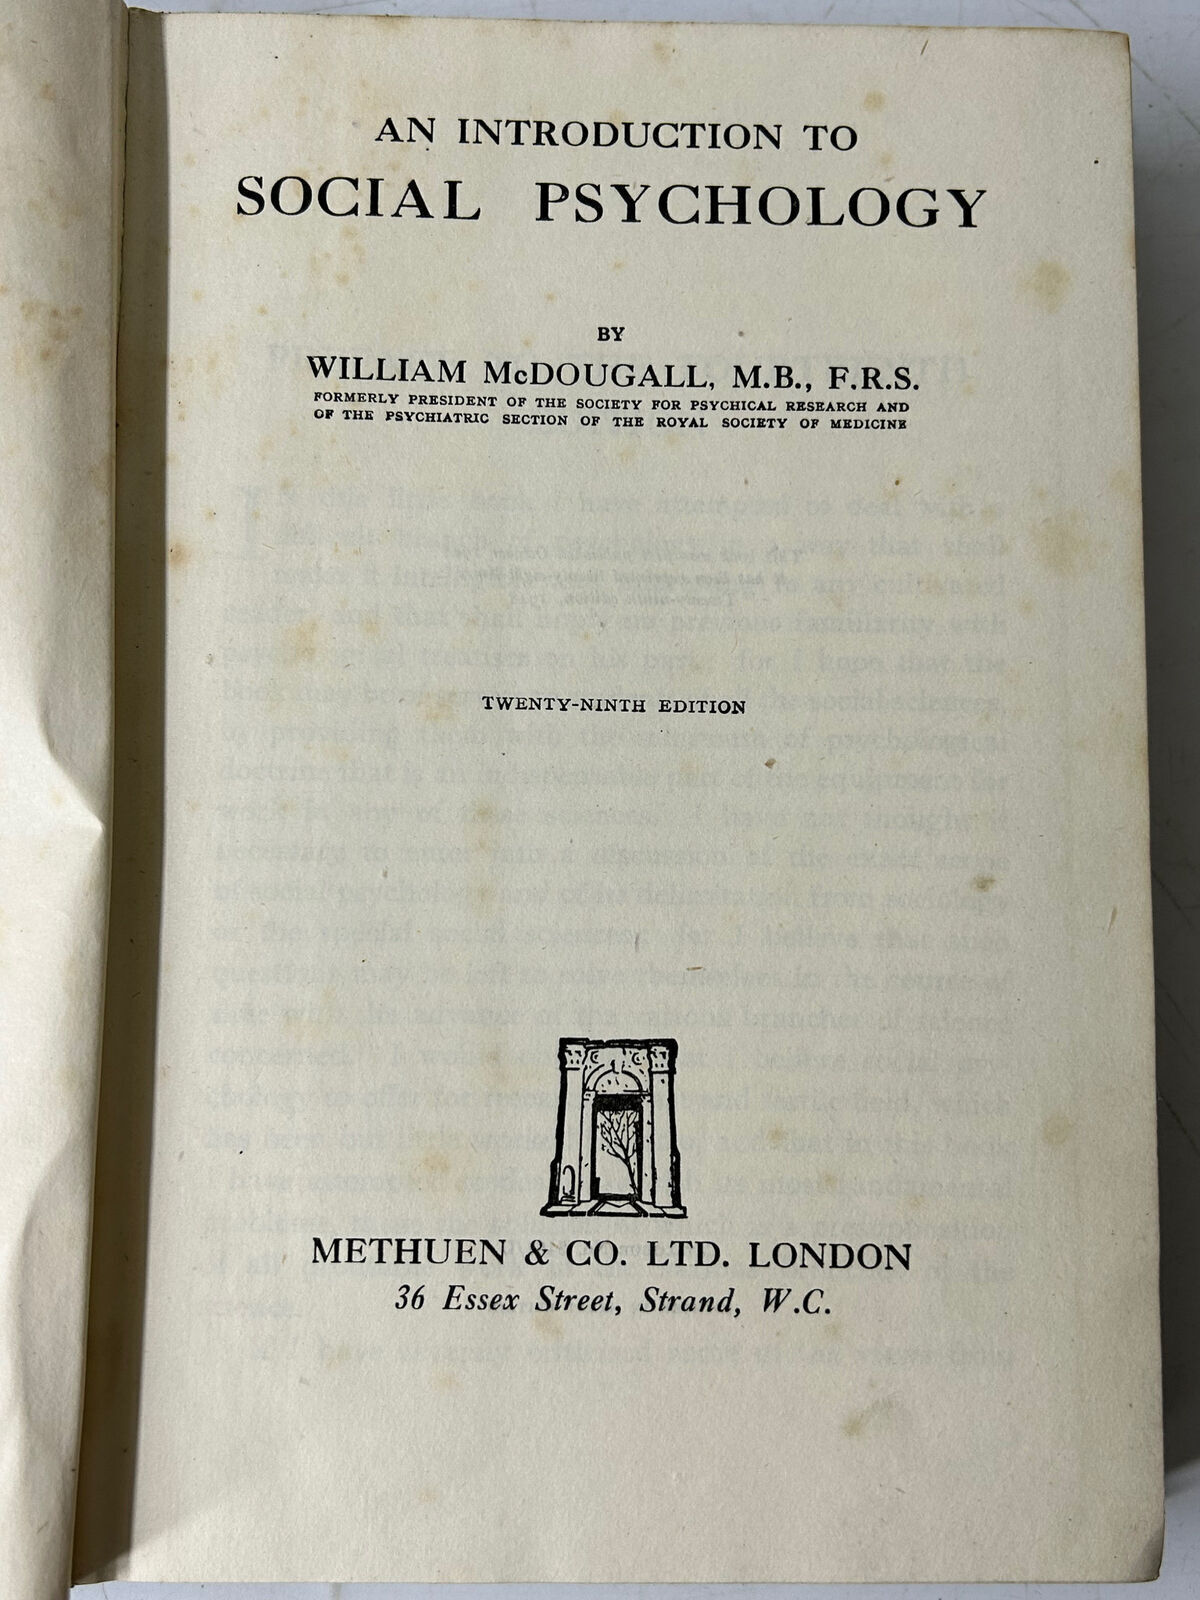 AN INTRODUCTION TO
SOCIAL PSYCHOLOGY
BY
WILLIAM McDOUGALL, M.B., F.R.S.
FORMERLY PRESIDENT OF THE SOCIETY FOR PSYCHICAL RESEARCH AND
OF THE PSYCHIATRIC SECTION OF THE ROYAL SOCIETY OF MEDICINE
TWENTY-NINTH EDITION
METHUEN & CO. LTD. LONDON
36 Essex Street, Strand, W.C.